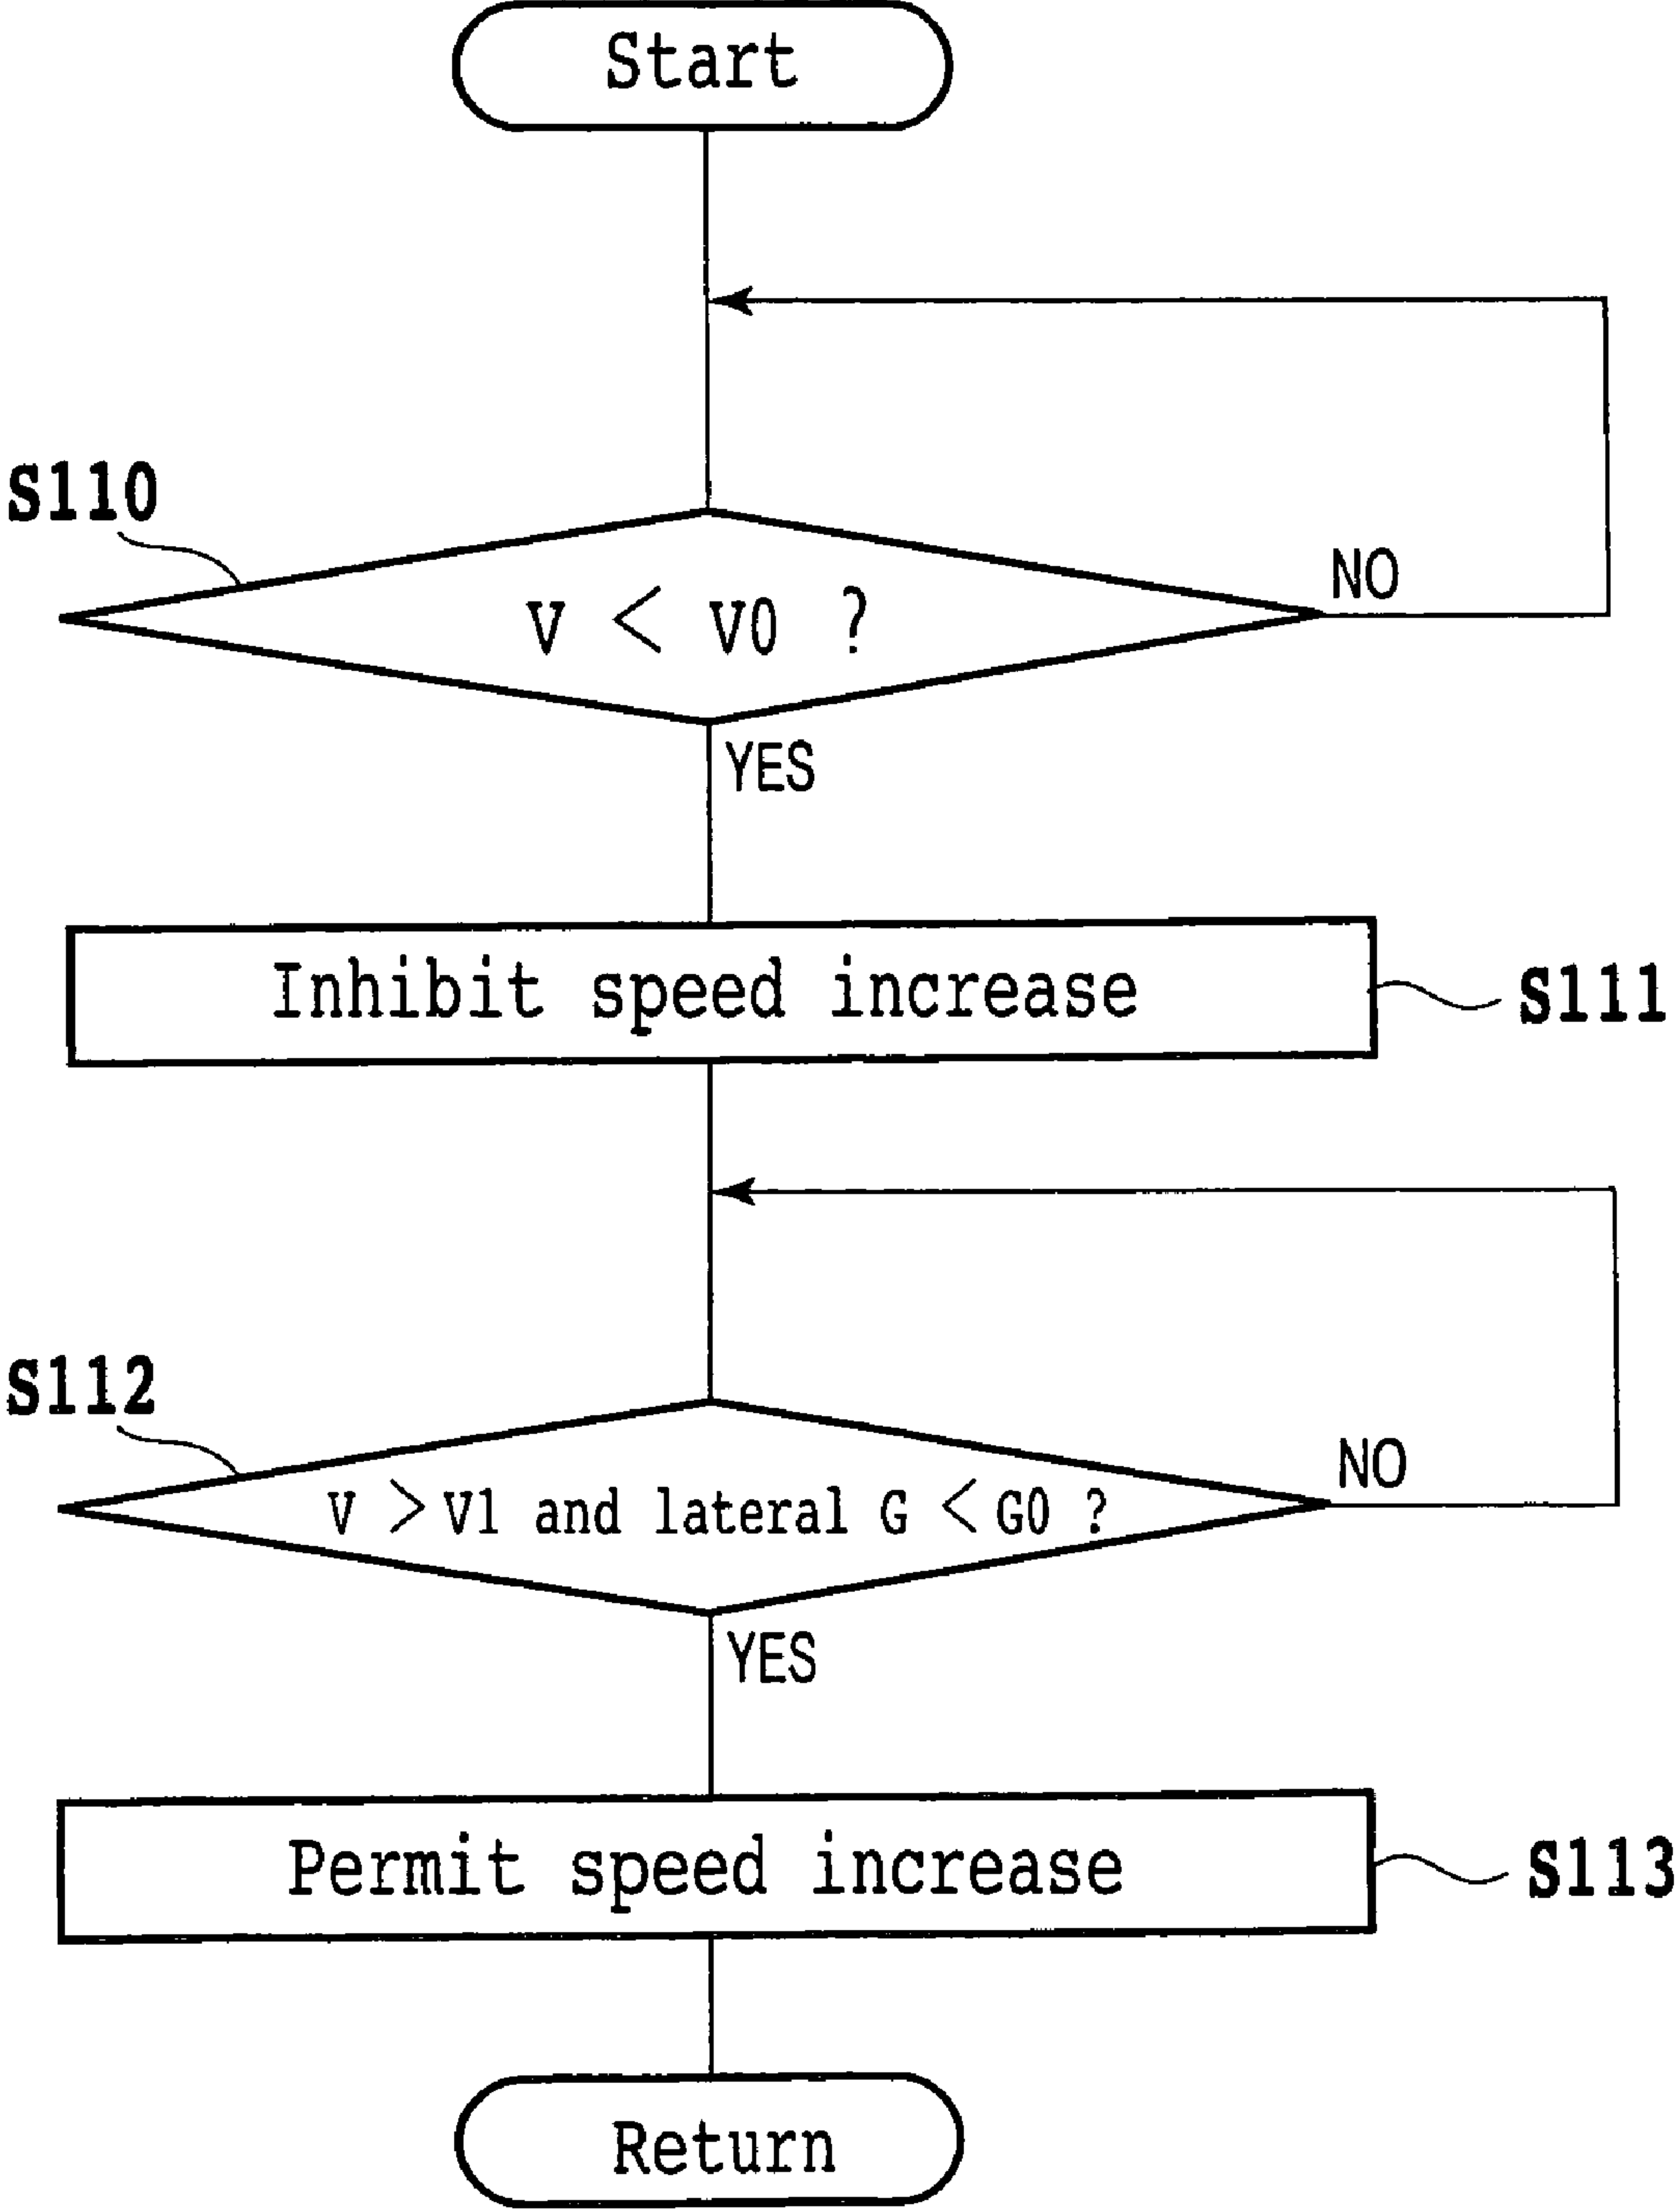 Start
S110
V < V0 ?
NO
YES
Inhibit speed increase
S111
S112
V > V1 and lateral G < G0 ?
NO
YES
Permit speed increase
S113
Return